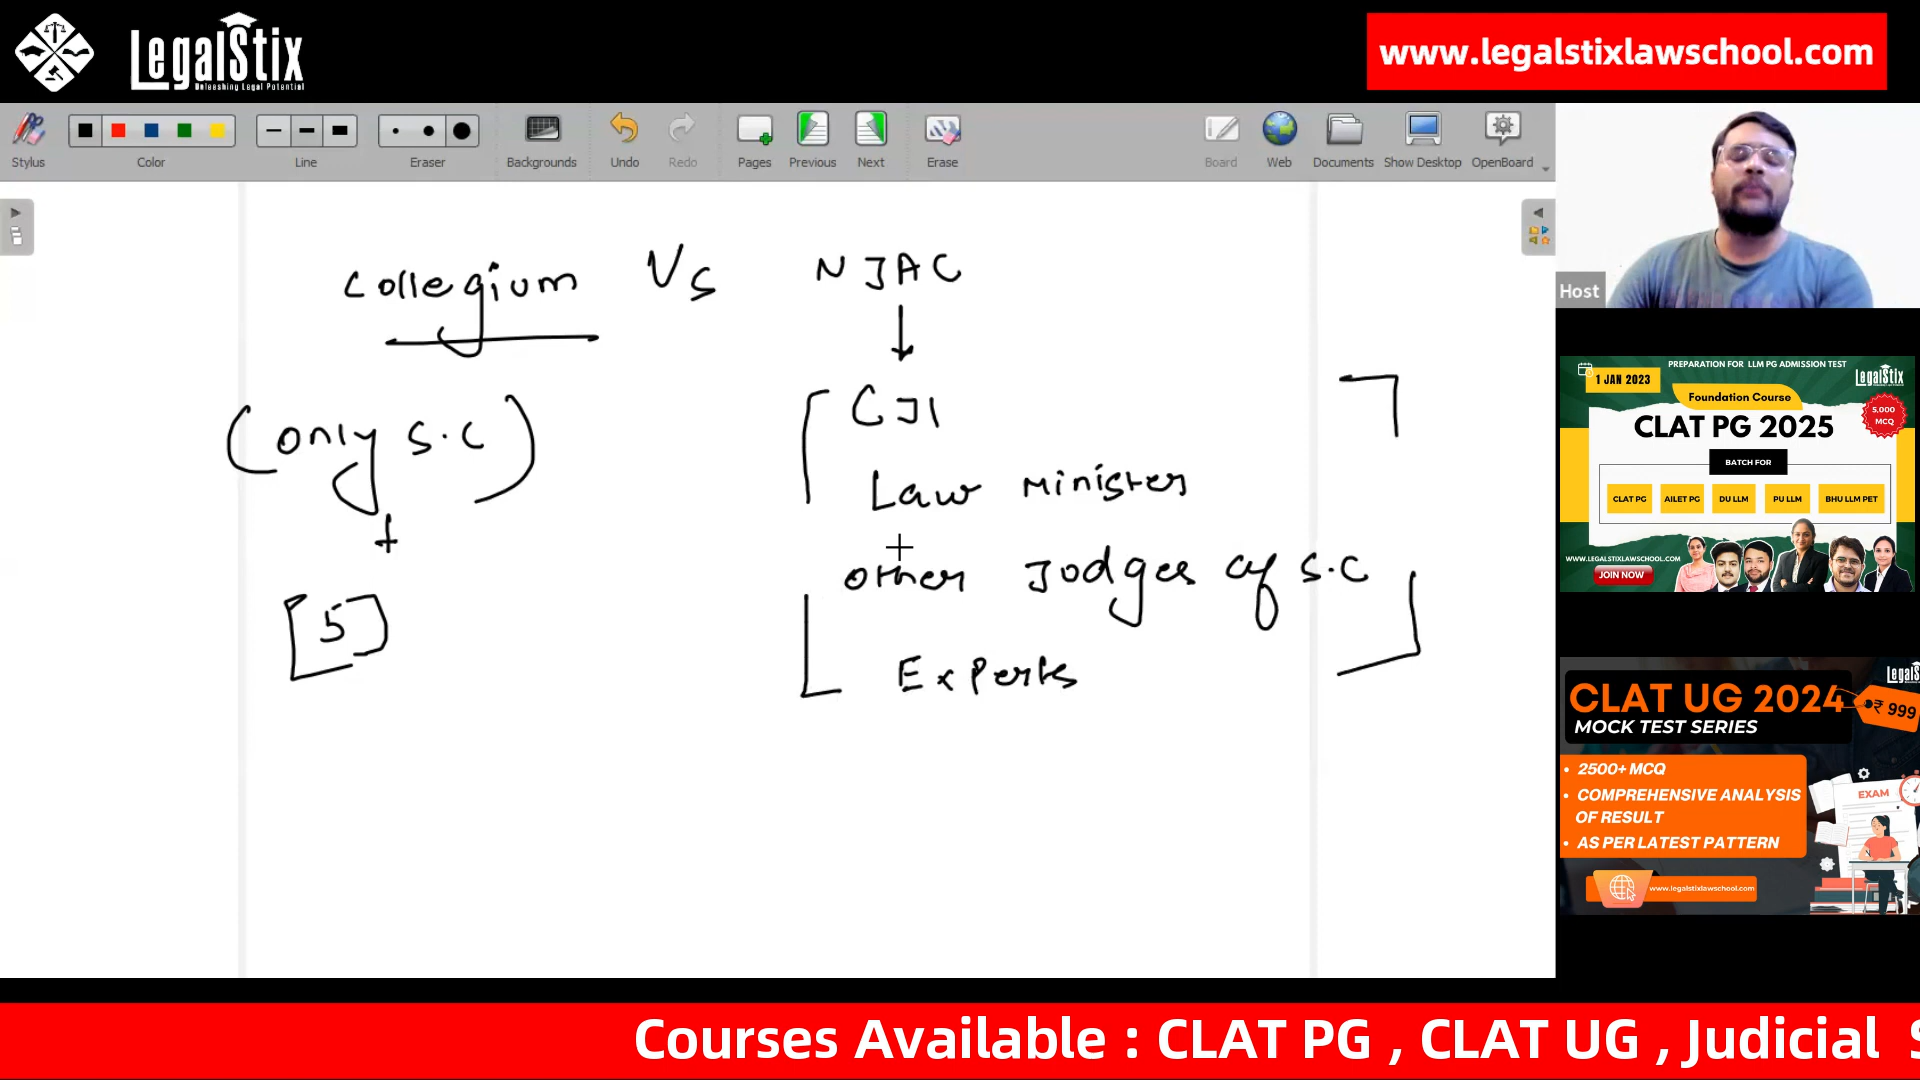 LegalStix
Unleashing Legal Potential
www.legalstixlawschool.com
Stylus
Color
Line
Eraser
Backgrounds
Undo
Redo
Pages
Previous
Next
Erase
Board
Web
Documents
Show Desktop
OpenBoard
Collegium Vs NJAC
(only S.C)
[5]
CJI
Law Minister
other Judges of S.C
Experts
Host
PREPARATION FOR LLM PG ADMISSION TEST
LegalStix
1 JAN 2023
Foundation Course
5,000
MCQ
CLAT PG 2025
BATCH FOR
CLAT PG AILET PG DU LLM PU LLM BHU LLM PET
WWW.LEGALSTIXLAWSCHOOL.COM
JOIN NOW
LegalS
CLAT UG 2024
₹ 999
MOCK TEST SERIES
• 2500+ MCQ
• COMPREHENSIVE ANALYSIS
OF RESULT
• AS PER LATEST PATTERN
EXAM
www.legalstixlawschool.com
Courses Available : CLAT PG , CLAT UG , Judicial S